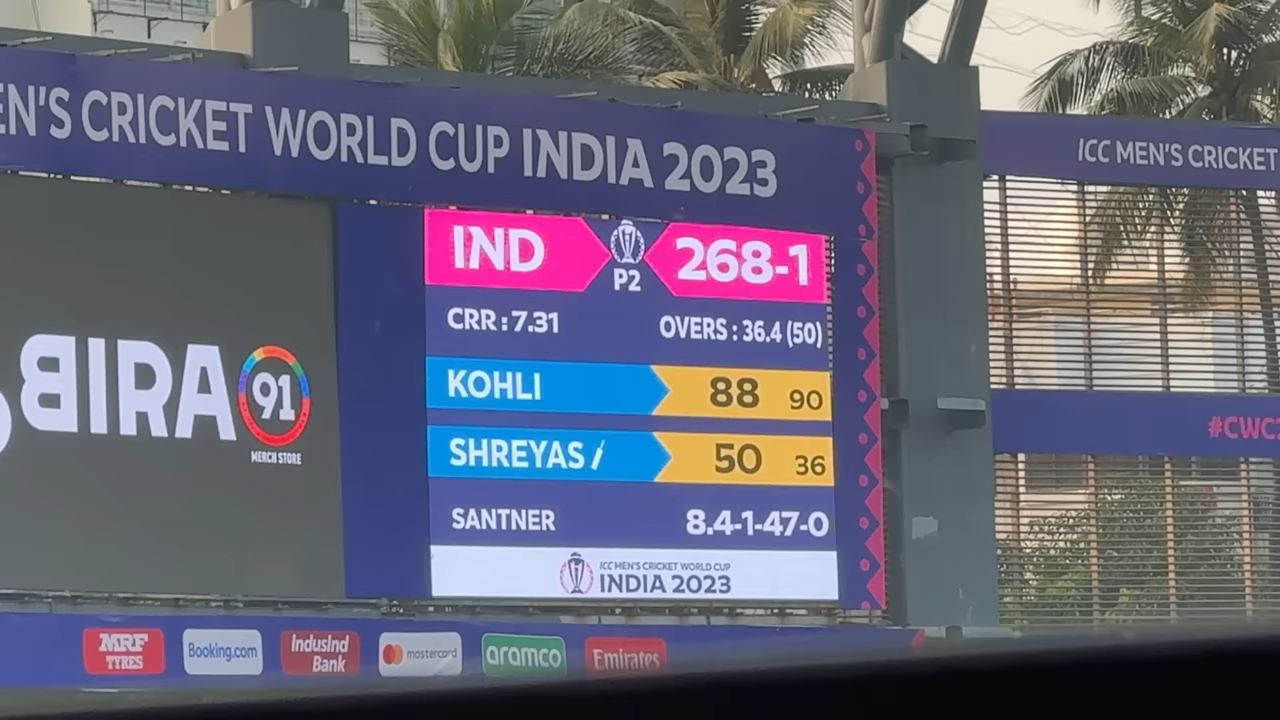 EN'S CRICKET WORLD CUP INDIA 2023
ICC MEN'S CRICKET
IND
P2
268-1
CRR : 7.31
OVERS : 36.4 (50)
KOHLI
88 90
SHREYAS
50 36
SANTNER
8.4-1-47-0
ICC MEN'S CRICKET WORLD CUP
INDIA 2023
BIRA
91
MERCH STORE
#CWC
MRF
TYRES
Booking.com
IndusInd
Bank
mastercard
aramco
Emirates